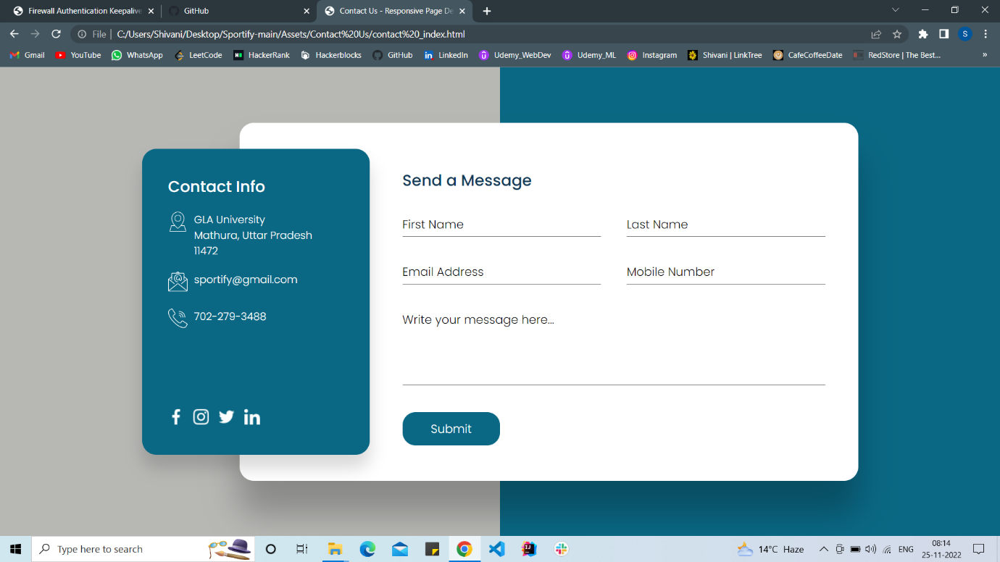 Firewall Authentication Keepalive
GitHub
Contact Us - Responsive Page De
File
C:/Users/Shivani/Desktop/Sportify-main/Assets/Contact%20Us/contact%20_index.html
S
Gmail
YouTube
WhatsApp
LeetCode
HackerRank
Hackerblocks
GitHub
LinkedIn
Udemy_WebDev
Udemy_ML
Instagram
Shivani | LinkTree
CafeCoffeeDate
RedStore | The Best...
»
Contact Info
GLA University
Mathura, Uttar Pradesh
11472
sportify@gmail.com
702-279-3488
Send a Message
First Name
Last Name
Email Address
Mobile Number
Write your message here...
Submit
Type here to search
14°C Haze
ENG
08:14
25-11-2022